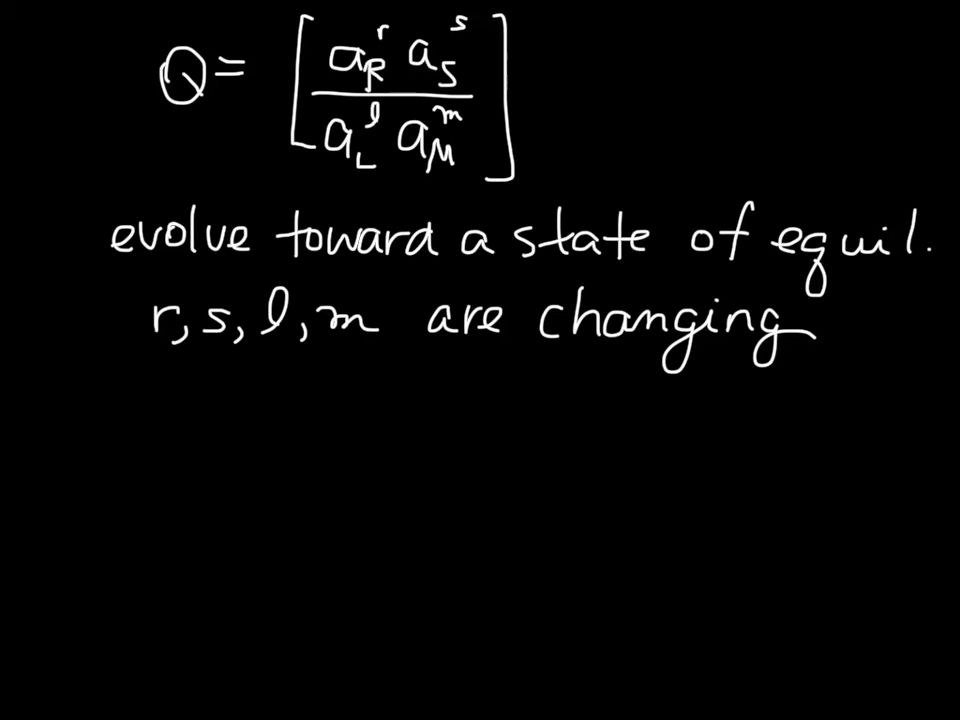 Q = [ a_R^r a_S^s / a_L^l a_M^m ]
evolve toward a state of equil.
r, s, l, m are changing